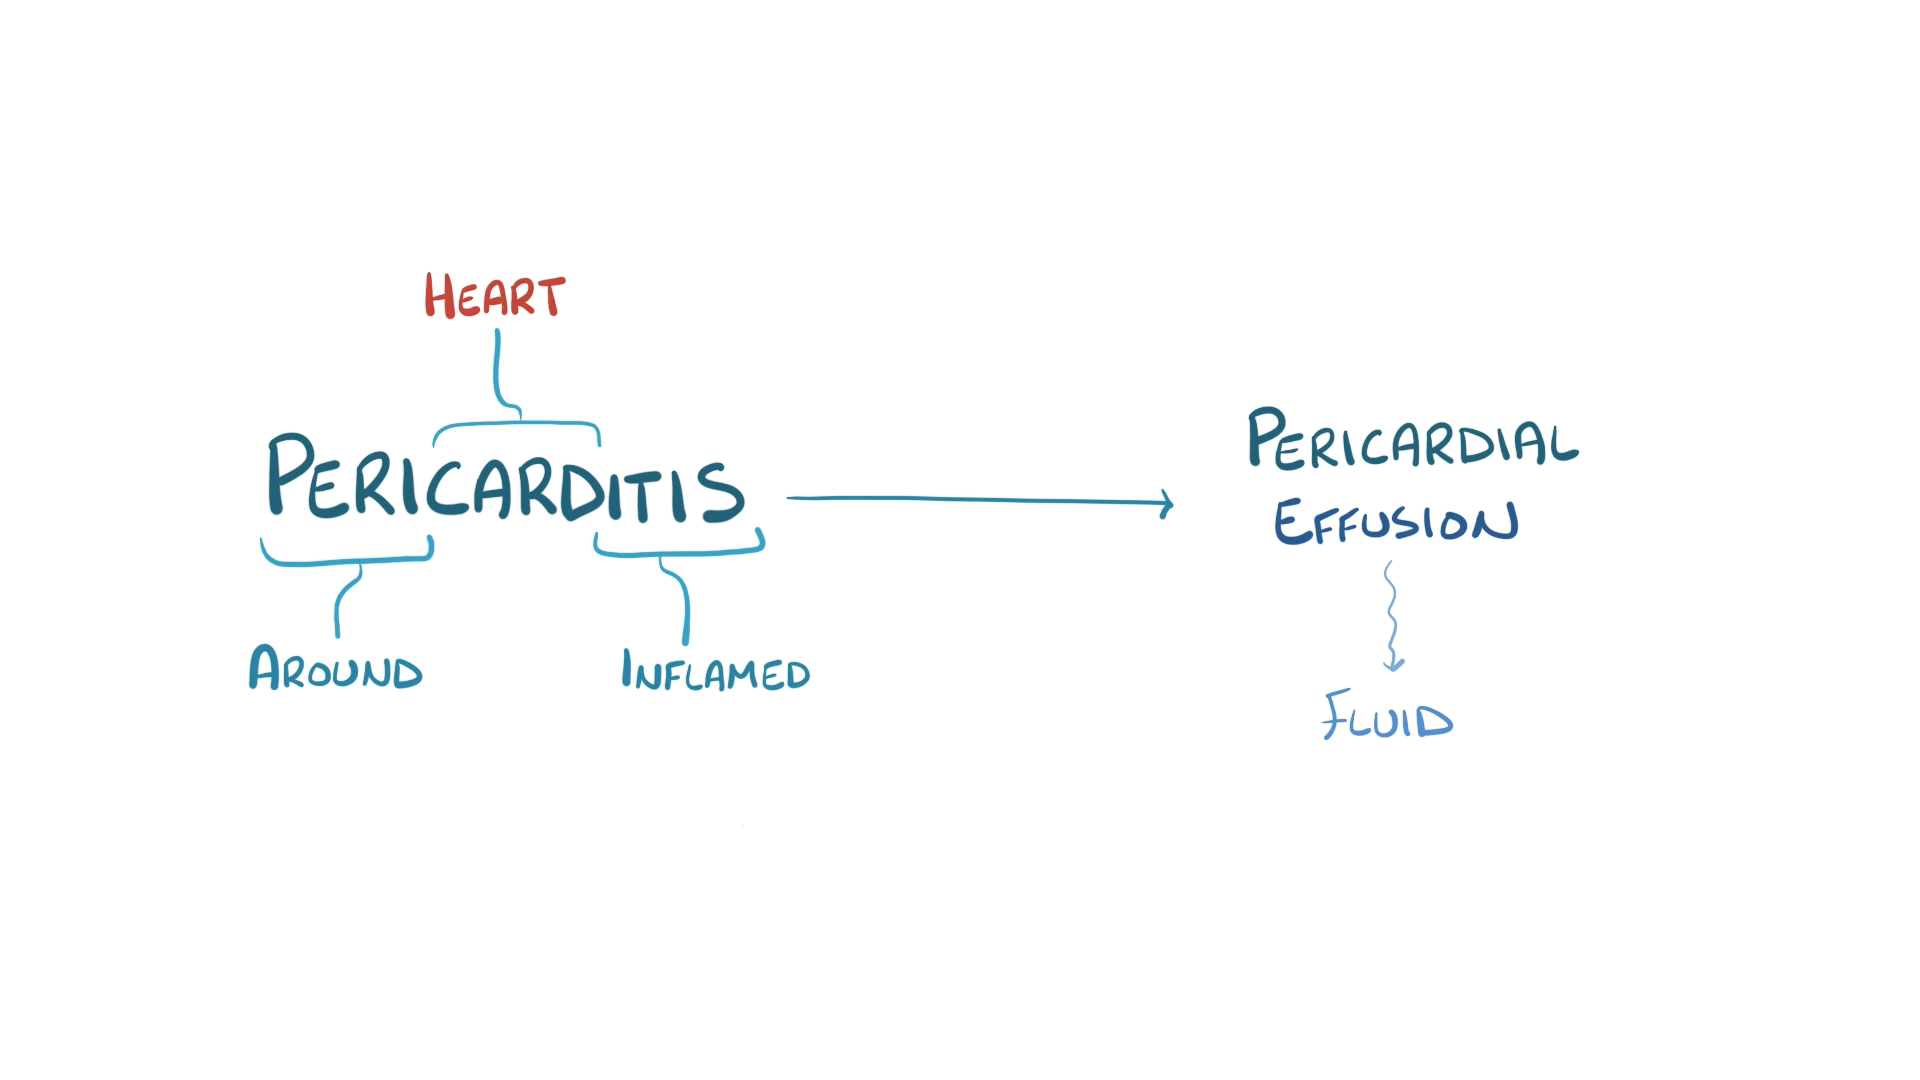 HEART
PERICARDITIS
AROUND
INFLAMED
PERICARDIAL
EFFUSION
FLUID